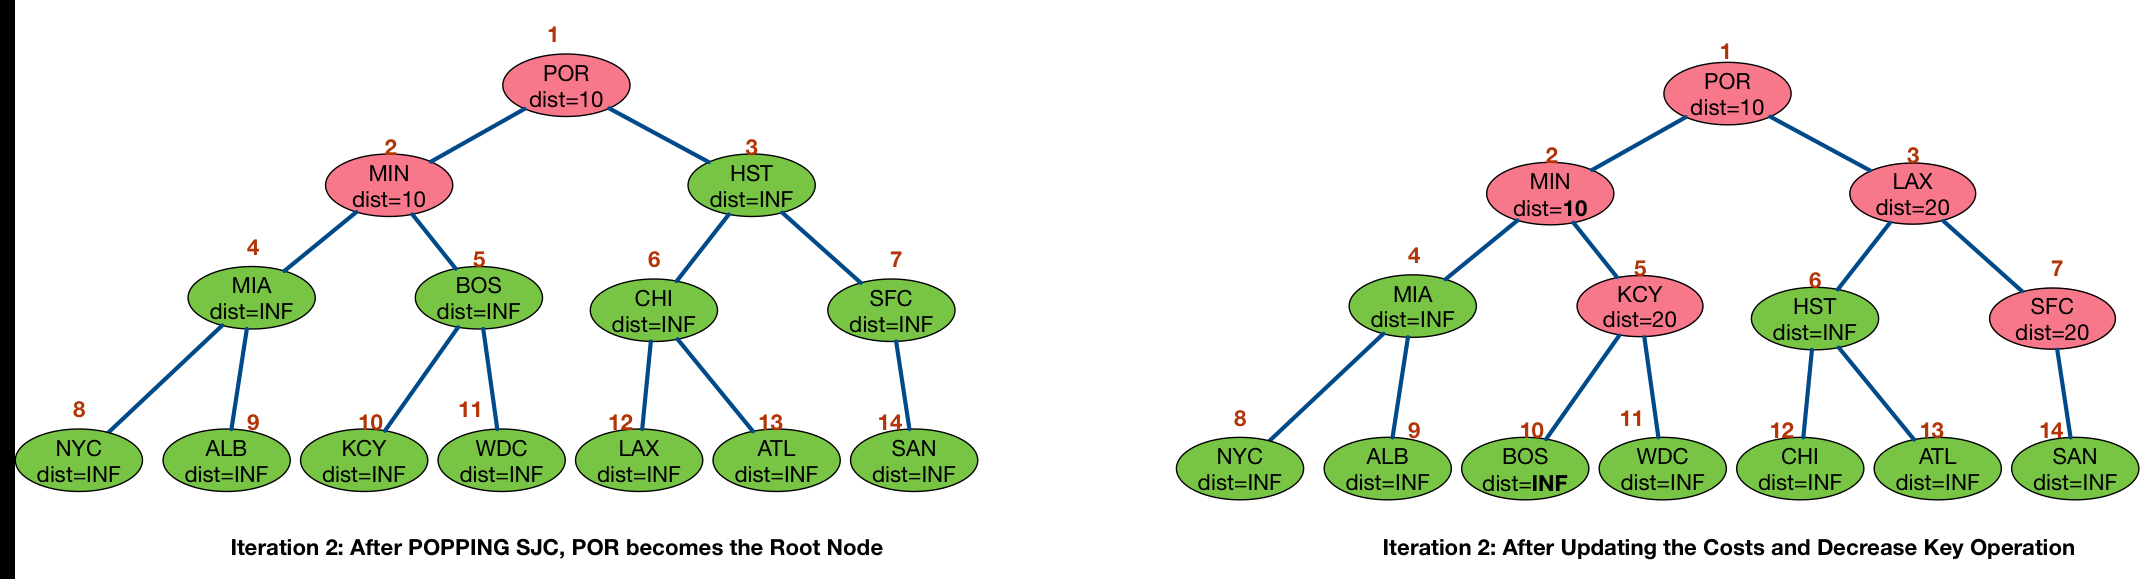 1
POR
dist=10
2
MIN
dist=10
3
HST
dist=INF
4
MIA
dist=INF
5
BOS
dist=INF
6
CHI
dist=INF
7
SFC
dist=INF
8
NYC
dist=INF
9
ALB
dist=INF
10
KCY
dist=INF
11
WDC
dist=INF
12
LAX
dist=INF
13
ATL
dist=INF
14
SAN
dist=INF
Iteration 2: After POPPING SJC, POR becomes the Root Node
1
POR
dist=10
2
MIN
dist=10
3
LAX
dist=20
4
MIA
dist=INF
5
KCY
dist=20
6
HST
dist=INF
7
SFC
dist=20
8
NYC
dist=INF
9
ALB
dist=INF
10
BOS
dist=INF
11
WDC
dist=INF
12
CHI
dist=INF
13
ATL
dist=INF
14
SAN
dist=INF
Iteration 2: After Updating the Costs and Decrease Key Operation